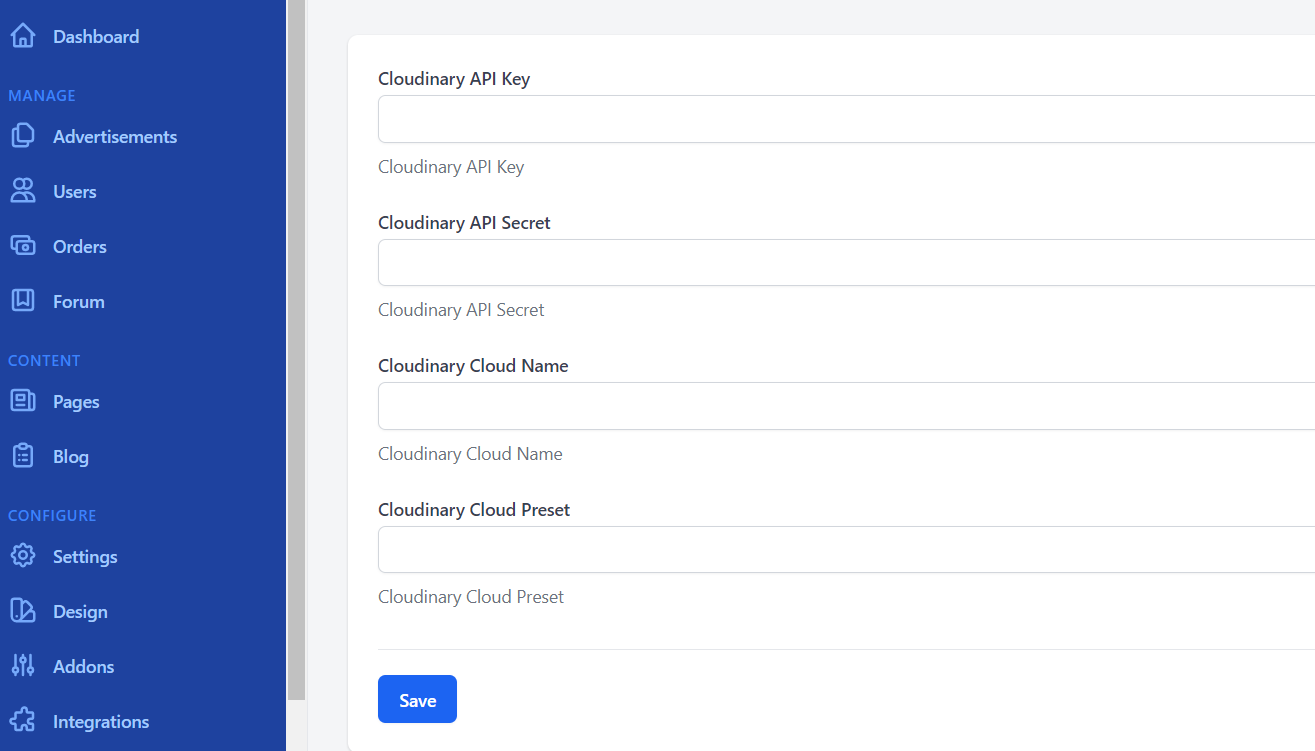 Dashboard
MANAGE
Advertisements
Users
Orders
Forum
CONTENT
Pages
Blog
CONFIGURE
Settings
Design
Addons
Integrations
Cloudinary API Key
Cloudinary API Key
Cloudinary API Secret
Cloudinary API Secret
Cloudinary Cloud Name
Cloudinary Cloud Name
Cloudinary Cloud Preset
Cloudinary Cloud Preset
Save